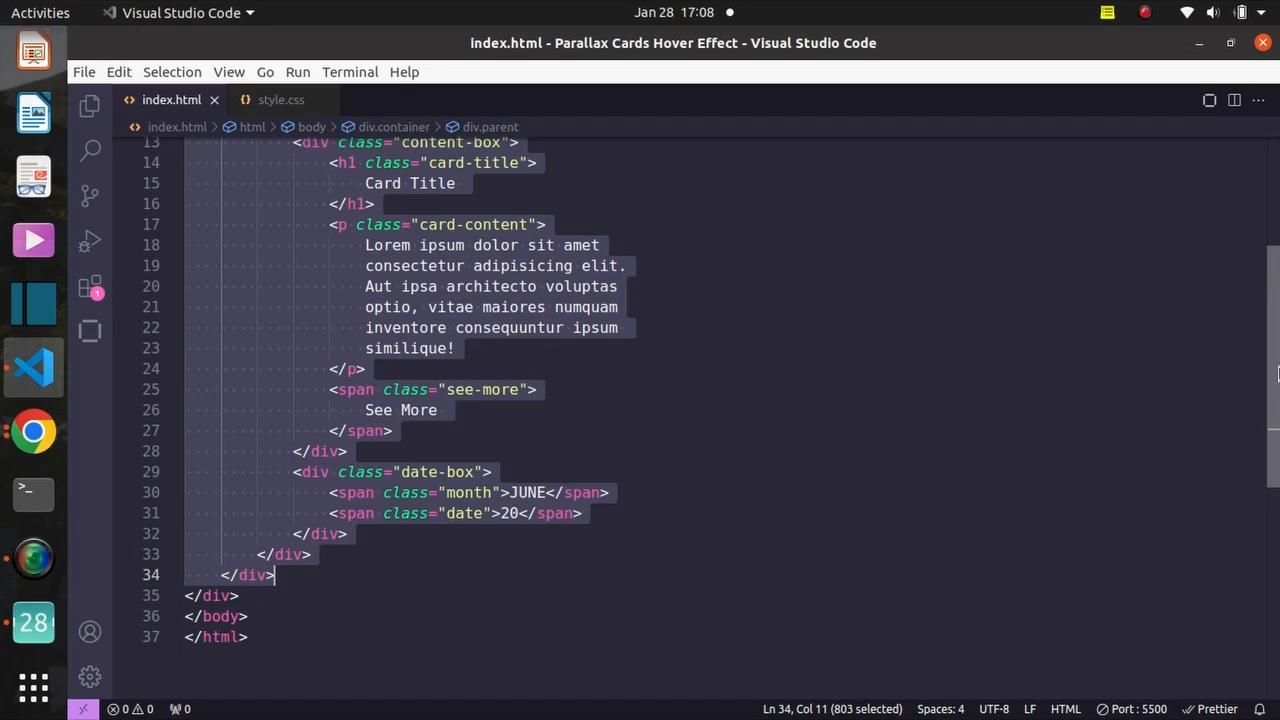 Activities
Visual Studio Code
Jan 28 17:08
index.html - Parallax Cards Hover Effect - Visual Studio Code
File Edit Selection View Go Run Terminal Help
index.html
style.css
index.html > html > body > div.container > div.parent
13 <div class="content-box">
14 <h1 class="card-title">
15 Card Title
16 </h1>
17 <p class="card-content">
18 Lorem ipsum dolor sit amet
19 consectetur adipisicing elit.
20 Aut ipsa architecto voluptas
21 optio, vitae maiores numquam
22 inventore consequuntur ipsum
23 similique!
24 </p>
25 <span class="see-more">
26 See More
27 </span>
28 </div>
29 <div class="date-box">
30 <span class="month">JUNE</span>
31 <span class="date">20</span>
32 </div>
33 </div>
34 </div>
35 </div>
36 </body>
37 </html>
1
28
0 0 0
Ln 34, Col 11 (803 selected) Spaces: 4 UTF-8 LF HTML Port : 5500 Prettier